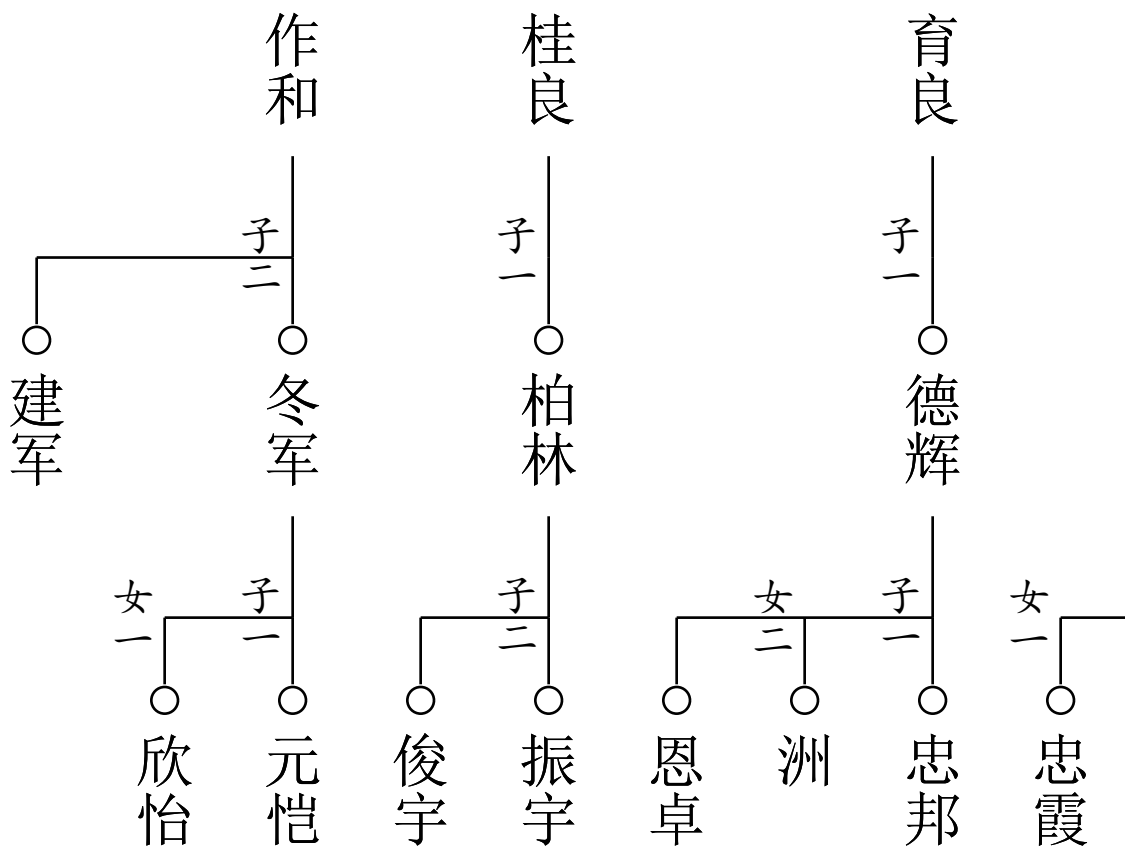 作和
桂良
育良
子二
子一
子一
建军
冬军
柏林
德辉
女一
子一
子二
女二
子一
女一
欣怡
元恺
俊宇
振宇
恩卓
洲
忠邦
忠霞